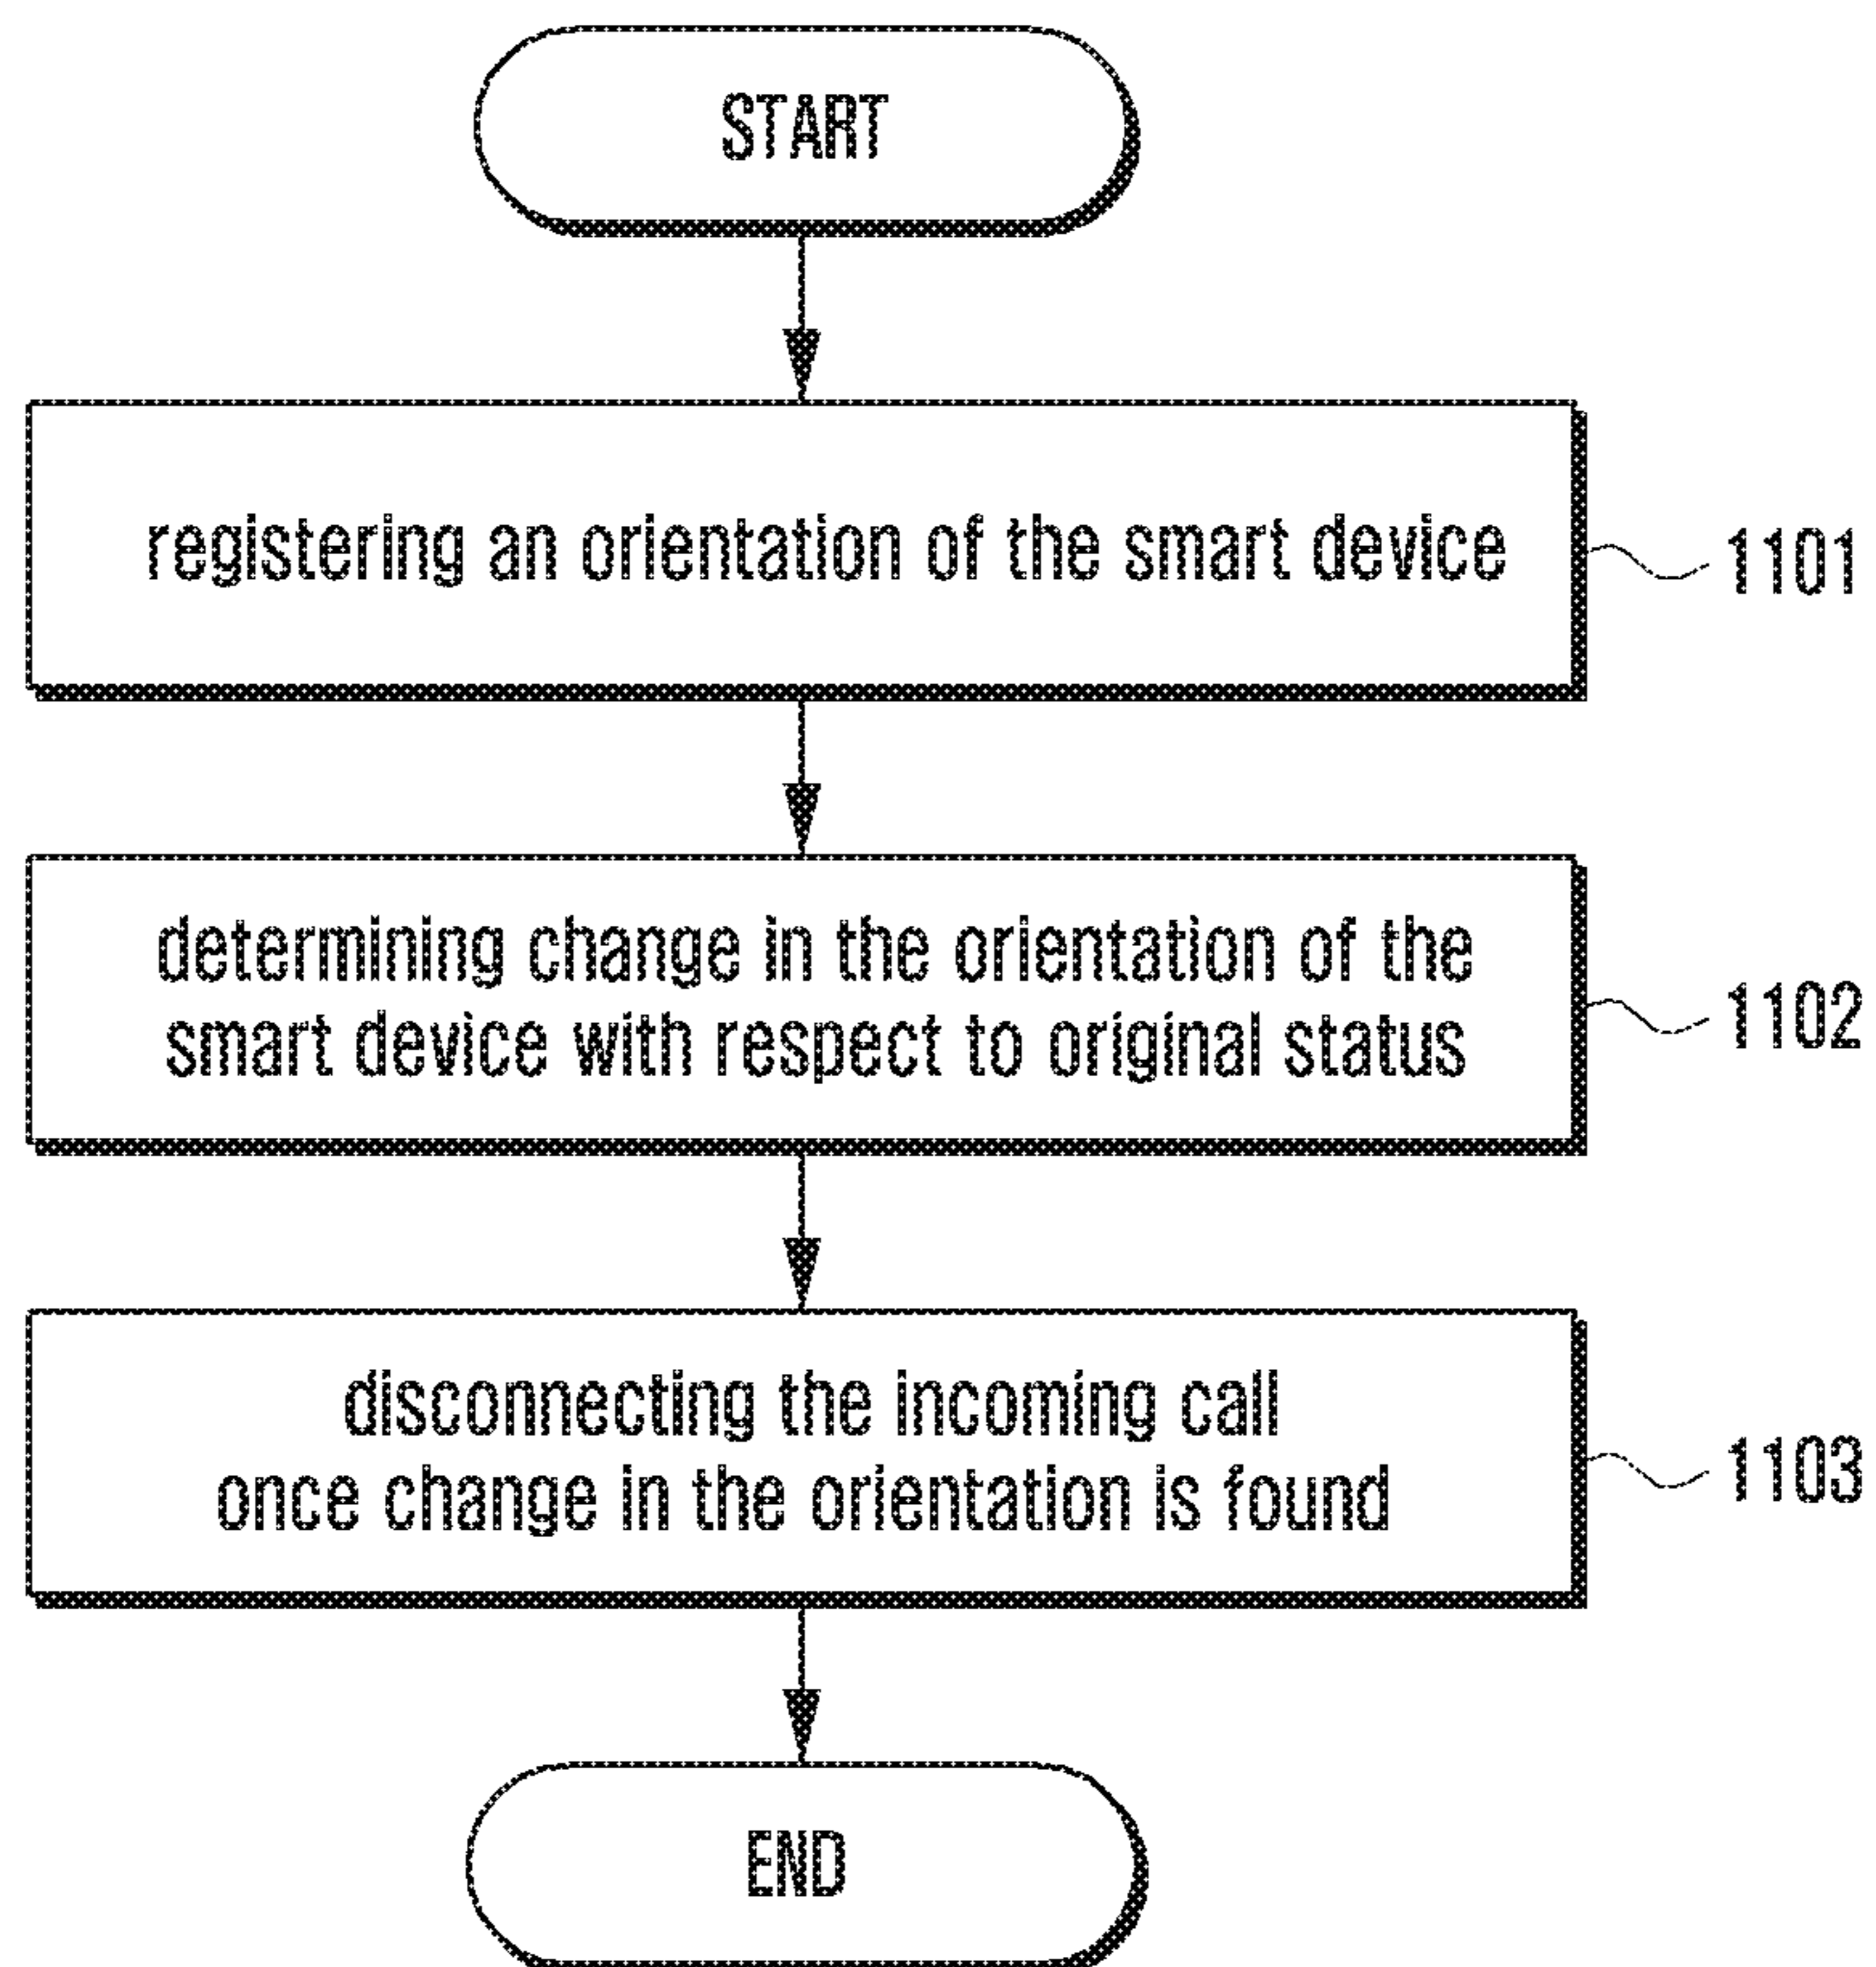 START
registering an orientation of the smart device
1101
determining change in the orientation of the
smart device with respect to original status
1102
disconnecting the incoming call
once change in the orientation is found
1103
END